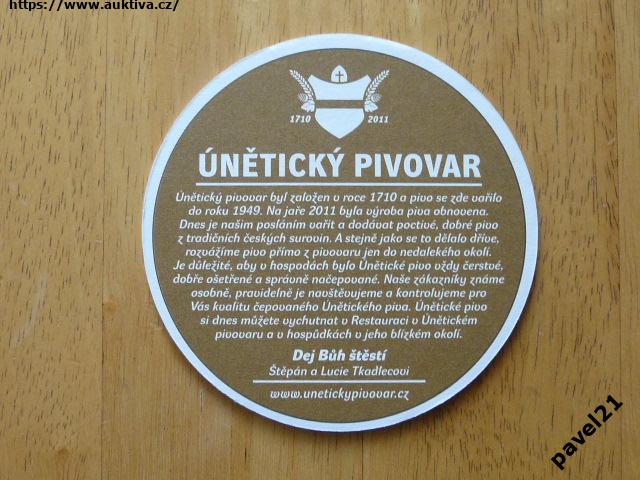 https://www.auktiva.cz/
1710 2011
ÚNĚTICKÝ PIVOVAR
Únětický pivovar byl založen v roce 1710 a pivo se zde vařilo
do roku 1949. Na jaře 2011 byla výroba piva obnovena.
Dnes je našim posláním vařit a dodávat poctivé, dobré pivo
z tradičních českých surovin. A stejně jako se to dělalo dříve,
rozvážíme pivo přímo z pivovaru jen do nedalekého okolí.
Je důležité, aby v hospodách bylo Únětické pivo vždy čerstvé,
dobře ošetřené a správně načepované. Naše zákazníky známe
osobně, pravidelně je navštěvujeme a kontrolujeme pro
Vás kvalitu čepovaného Únětického piva. Únětické pivo
si dnes můžete vychutnat v Restauraci v Únětickém
pivovaru a v hospůdkách v jeho blízkém okolí.
Dej Bůh štěstí
Štěpán a Lucie Tkadlecovi
www.unetickypivovar.cz
pavel21